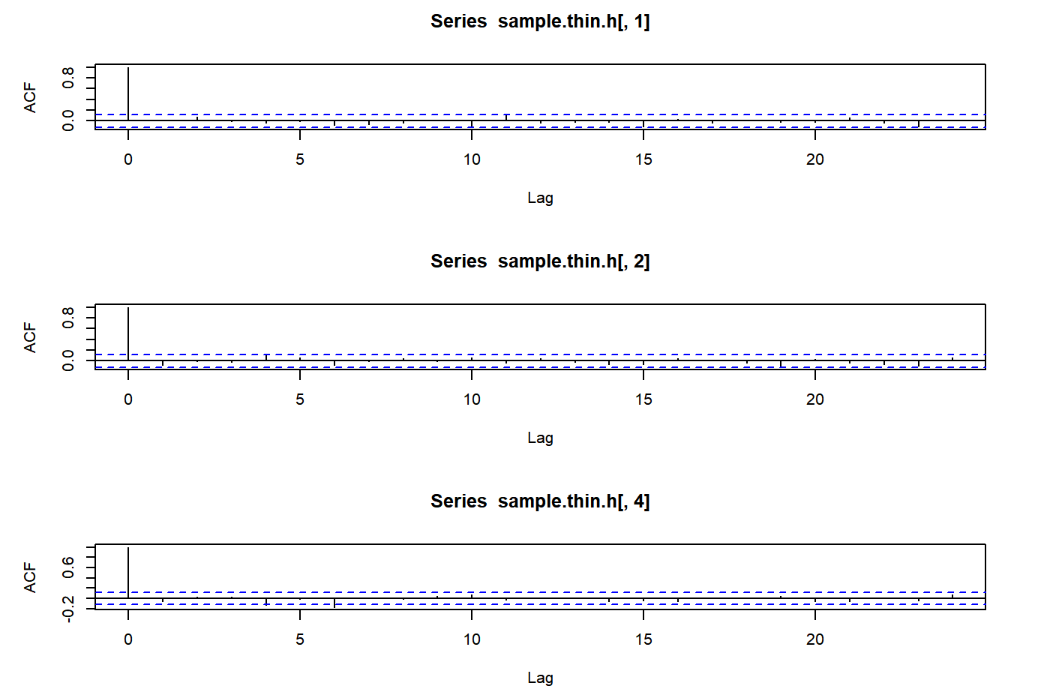 Series  sample.thin.h[, 1]
ACF
0.8
0.0
0 5 10 15 20
Lag
Series  sample.thin.h[, 2]
ACF
0.8
0.0
0 5 10 15 20
Lag
Series  sample.thin.h[, 4]
ACF
0.6
-0.2
0 5 10 15 20
Lag